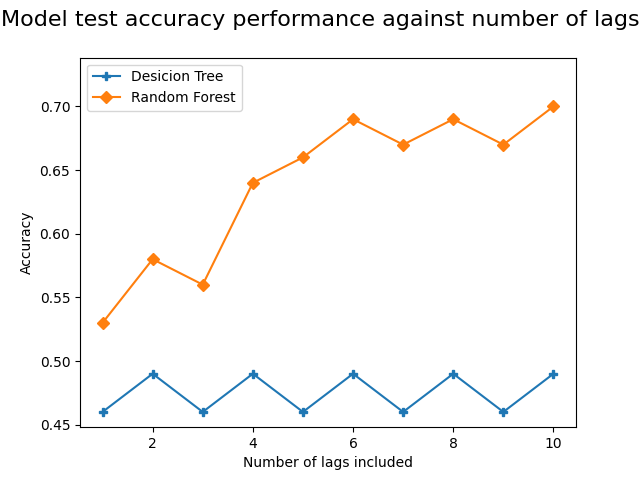 Model test accuracy performance against number of lags
Desicion Tree
Random Forest
Accuracy
0.70
0.65
0.60
0.55
0.50
0.45
2 4 6 8 10
Number of lags included